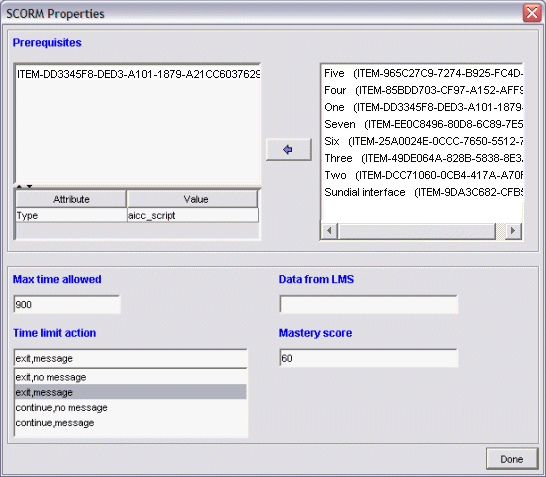 SCORM Properties
Prerequisites
ITEM-DD3345F8-DED3-A101-1879-A21CC6037629
Five (ITEM-965C27C9-7274-B925-FC4D-
Four (ITEM-85BDD703-CF97-A152-AFF9
One (ITEM-DD3345F8-DED3-A101-1879-
Seven (ITEM-EE0C8496-80D8-6C89-7E5
Six (ITEM-25A0024E-0CCC-7650-5512-7
Three (ITEM-49DE064A-828B-5838-8E3
Two (ITEM-DCC71060-0CB4-417A-A70F
Sundial interface (ITEM-9DA3C682-CFB5
Attribute Value
Type aicc_script
Max time allowed
900
Data from LMS
Time limit action
exit,message
exit,no message
exit,message
continue,no message
continue,message
Mastery score
60
Done